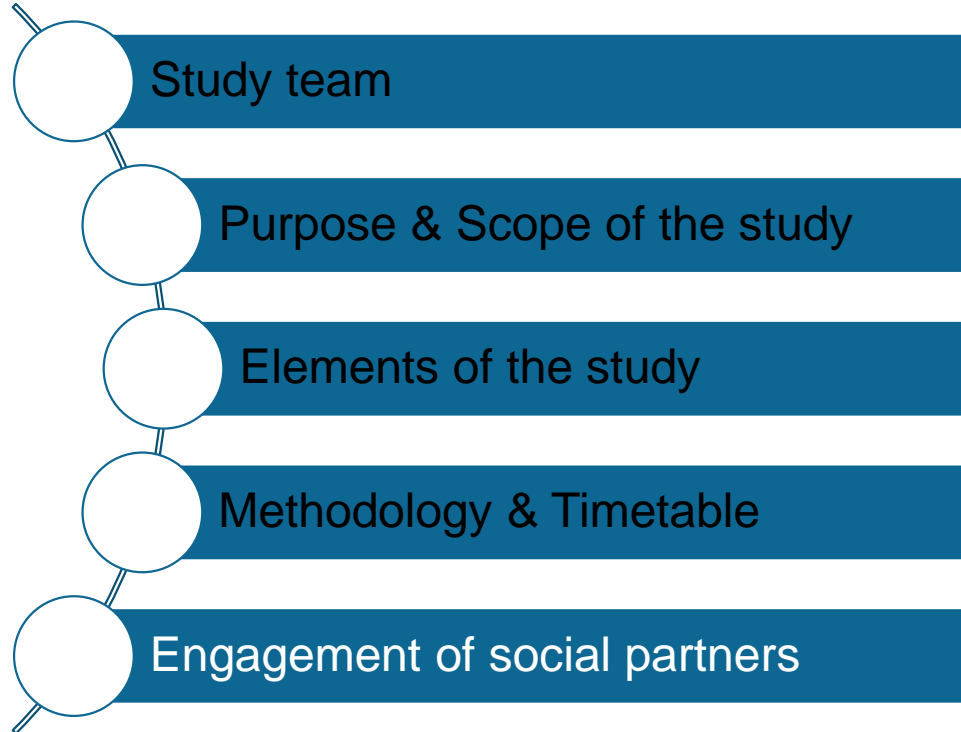 Study team
Purpose & Scope of the study
Elements of the study
Methodology & Timetable
Engagement of social partners